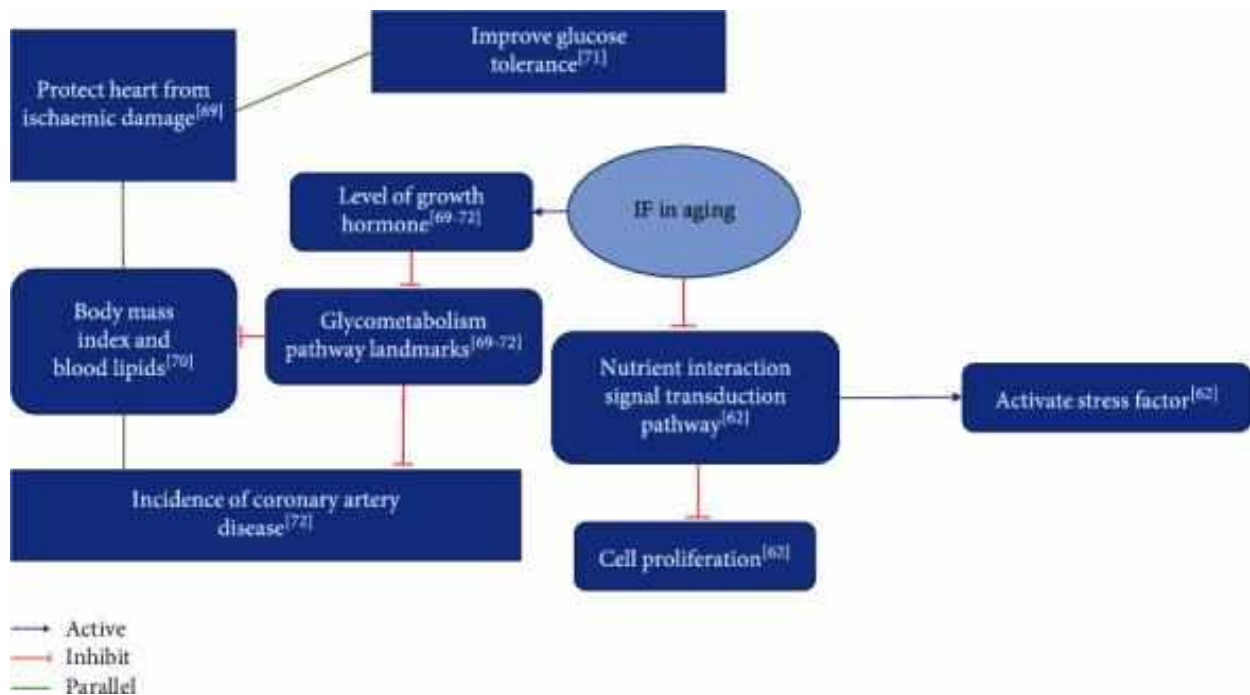 Improve glucose
tolerance[71]
Protect heart from
ischaemic damage[69]
Level of growth
hormone[69-72]
IF in aging
Body mass
index and
blood lipids[70]
Glycometabolism
pathway landmarks[69-72]
Nutrient interaction
signal transduction
pathway[62]
Activate stress factor[62]
Incidence of coronary artery
disease[72]
Cell proliferation[62]
Active
Inhibit
Parallel